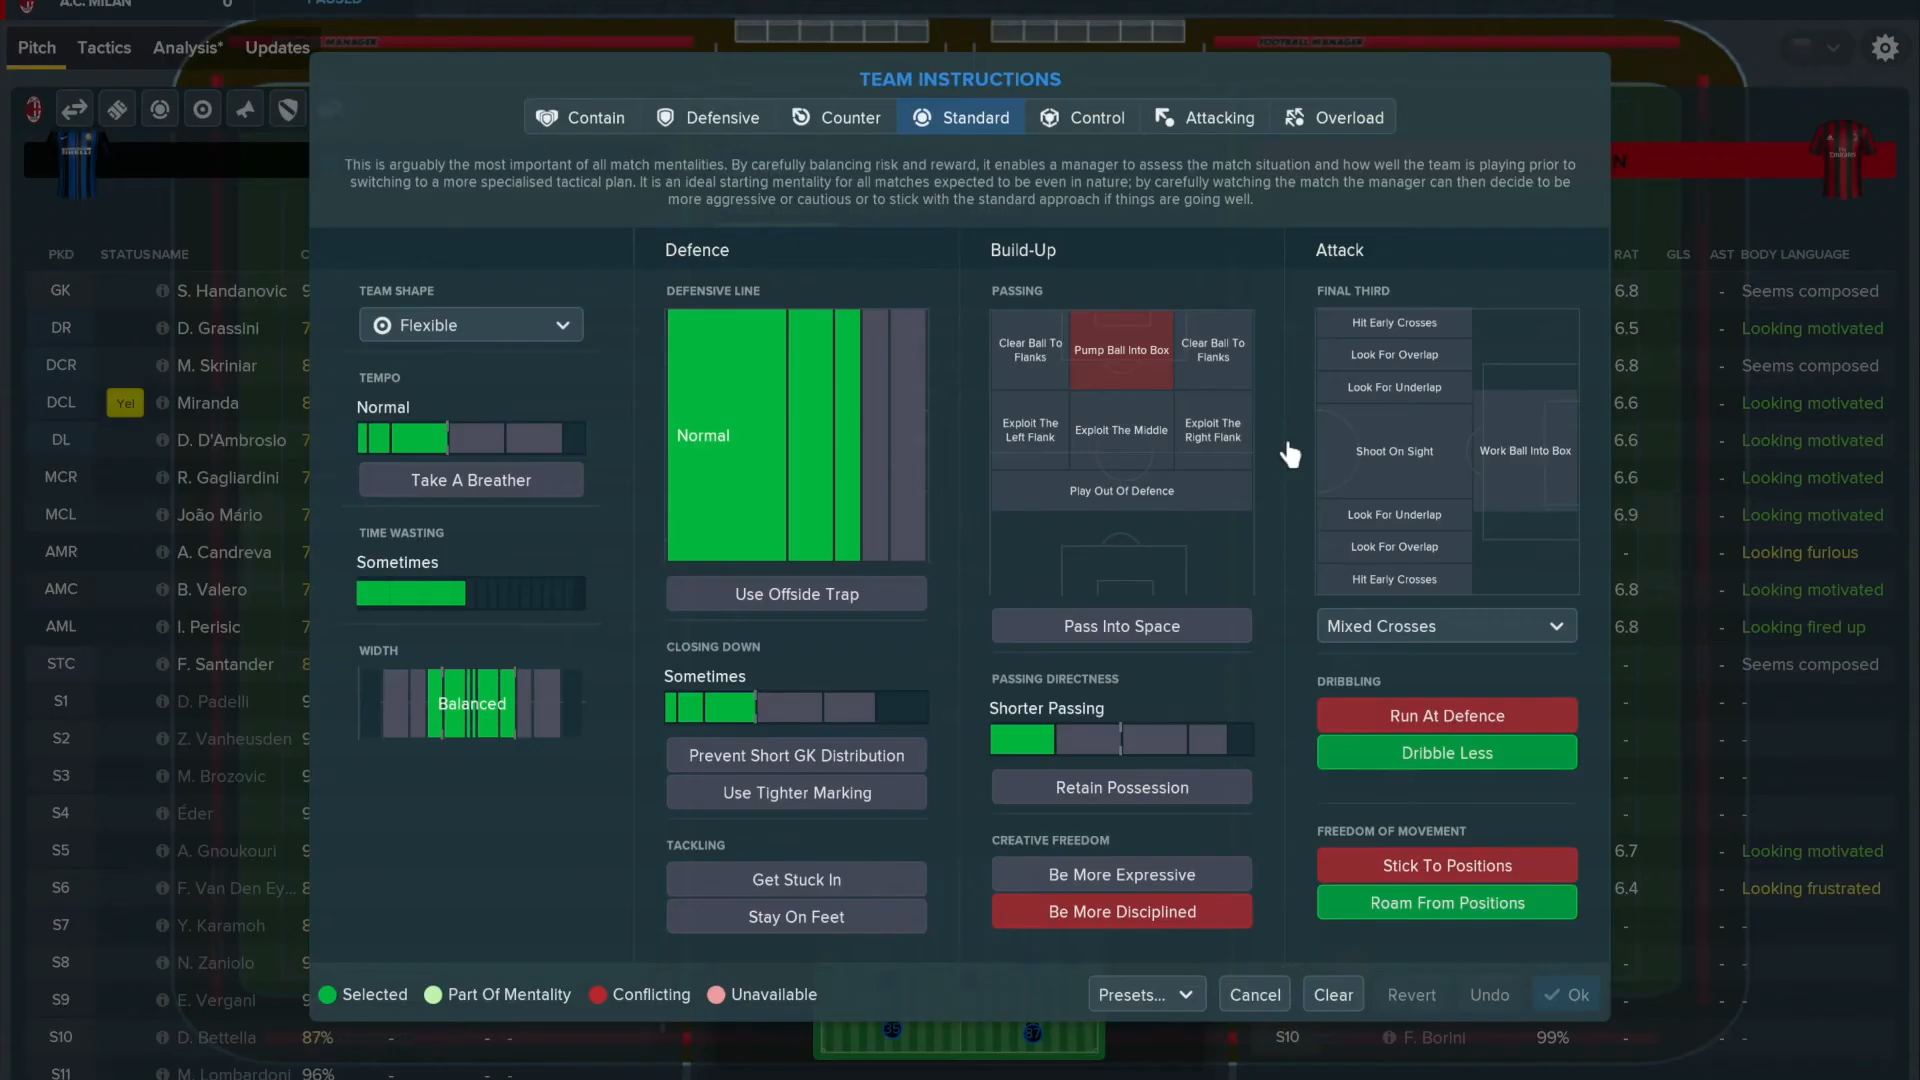 A.C. MILAN 0 PAUSED
Pitch Tactics Analysis* Updates
MANAGER FOOTBALL MANAGER
TEAM INSTRUCTIONS
Contain Defensive Counter Standard Control Attacking Overload
This is arguably the most important of all match mentalities. By carefully balancing risk and reward, it enables a manager to assess the match situation and how well the team is playing prior to
switching to a more specialised tactical plan. It is an ideal starting mentality for all matches expected to be even in nature; by carefully watching the match the manager can then decide to be
more aggressive or cautious or to stick with the standard approach if things are going well.
PKD STATUS NAME
GK S. Handanovic
DR D. Grassini
DCR M. Skriniar
DCL Yel Miranda
DL D. D'Ambrosio
MCR R. Gagliardini
MCL João Mário
AMR A. Candreva
AMC B. Valero
AML I. Perisic
STC F. Santander
S1 D. Padelli
S2 Z. Vanheusden
S3 M. Brozovic
S4 Éder
S5 A. Gnoukouri
S6 F. Van Den Ey...
S7 Y. Karamoh
S8 N. Zaniolo
S9 E. Vergani
S10 D. Bettella 87% - - -
S11 M. Lombardoni 96% - - -
TEAM SHAPE
Flexible
TEMPO
Normal
Take A Breather
TIME WASTING
Sometimes
WIDTH
Balanced
Defence
DEFENSIVE LINE
Normal
Use Offside Trap
CLOSING DOWN
Sometimes
Prevent Short GK Distribution
Use Tighter Marking
TACKLING
Get Stuck In
Stay On Feet
Build-Up
PASSING
Clear Ball To Flanks
Pump Ball Into Box
Clear Ball To Flanks
Exploit The Left Flank
Exploit The Middle
Exploit The Right Flank
Play Out Of Defence
Pass Into Space
PASSING DIRECTNESS
Shorter Passing
Retain Possession
CREATIVE FREEDOM
Be More Expressive
Be More Disciplined
Attack
FINAL THIRD
Hit Early Crosses
Look For Overlap
Look For Underlap
Shoot On Sight
Work Ball Into Box
Look For Underlap
Look For Overlap
Hit Early Crosses
Mixed Crosses
DRIBBLING
Run At Defence
Dribble Less
FREEDOM OF MOVEMENT
Stick To Positions
Roam From Positions
RAT GLS AST BODY LANGUAGE
6.8 - Seems composed
6.5 - Looking motivated
6.8 - Seems composed
6.6 - Looking motivated
6.6 - Looking motivated
6.6 - Looking motivated
6.9 - Looking motivated
- - Looking furious
6.8 - Looking motivated
6.8 - Looking fired up
- - Seems composed
6.7 - Looking motivated
6.4 - Looking frustrated
S10 F. Borini 99% - - -
Selected Part Of Mentality Conflicting Unavailable
Presets... Cancel Clear Revert Undo Ok